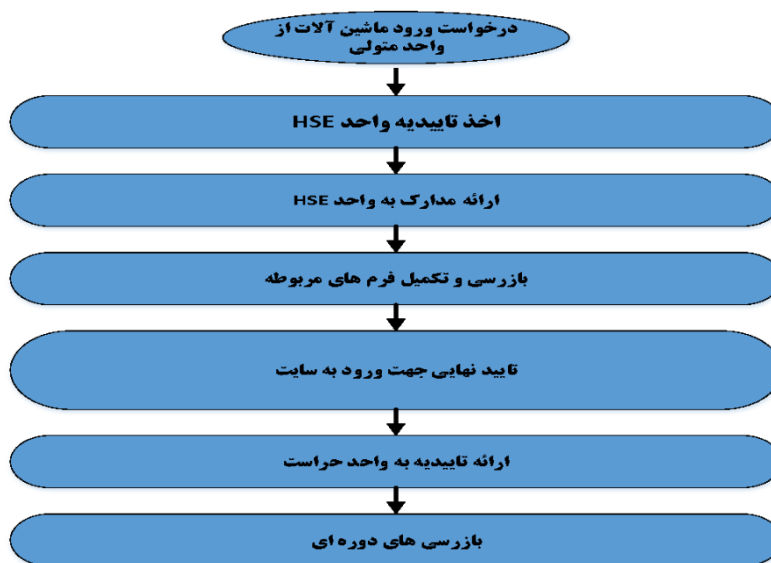 درخواست ورود ماشین آلات از
واحد متولی
اخذ تاییدیه واحد HSE
ارائه مدارک به واحد HSE
بازرسی و تکمیل فرم های مربوطه
تایید نهایی جهت ورود به سایت
ارائه تاییدیه به واحد حراست
بازرسی های دوره ای